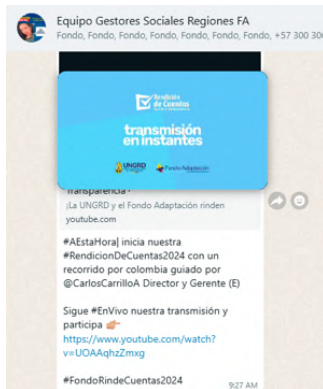 Equipo Gestores Sociales Regiones FA
Fondo, Fondo, Fondo, Fondo, Fondo, Fondo, Fondo, +57 300 30
Rendición
de Cuentas
transmisión
en instantes
UNGRD
Fondo Adaptación
Transparencia ·
¡La UNGRD y el Fondo Adaptación rinden
youtube.com
#AEstaHora| inicia nuestra
#RendicionDeCuentas2024 con un
recorrido por colombia guiado por
@CarlosCarrilloA Director y Gerente (E)
Sigue #EnVivo nuestra transmisión y
participa 👉🏼
https://www.youtube.com/watch?
v=UOAAqhzZmxg
#FondoRindeCuentas2024
9:27 AM